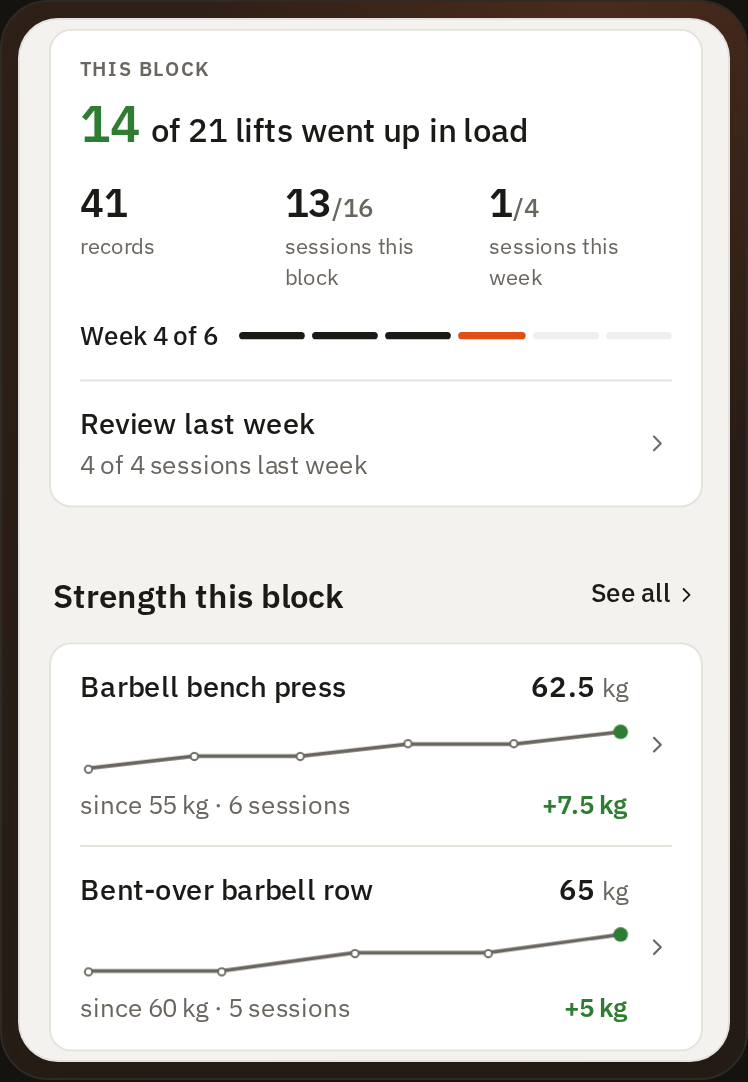 THIS BLOCK
14 of 21 lifts went up in load
41 13/16 1/4
records sessions this sessions this
block week
Week 4 of 6
Review last week
4 of 4 sessions last week
Strength this block See all
Barbell bench press 62.5 kg
since 55 kg · 6 sessions +7.5 kg
Bent-over barbell row 65 kg
since 60 kg · 5 sessions +5 kg